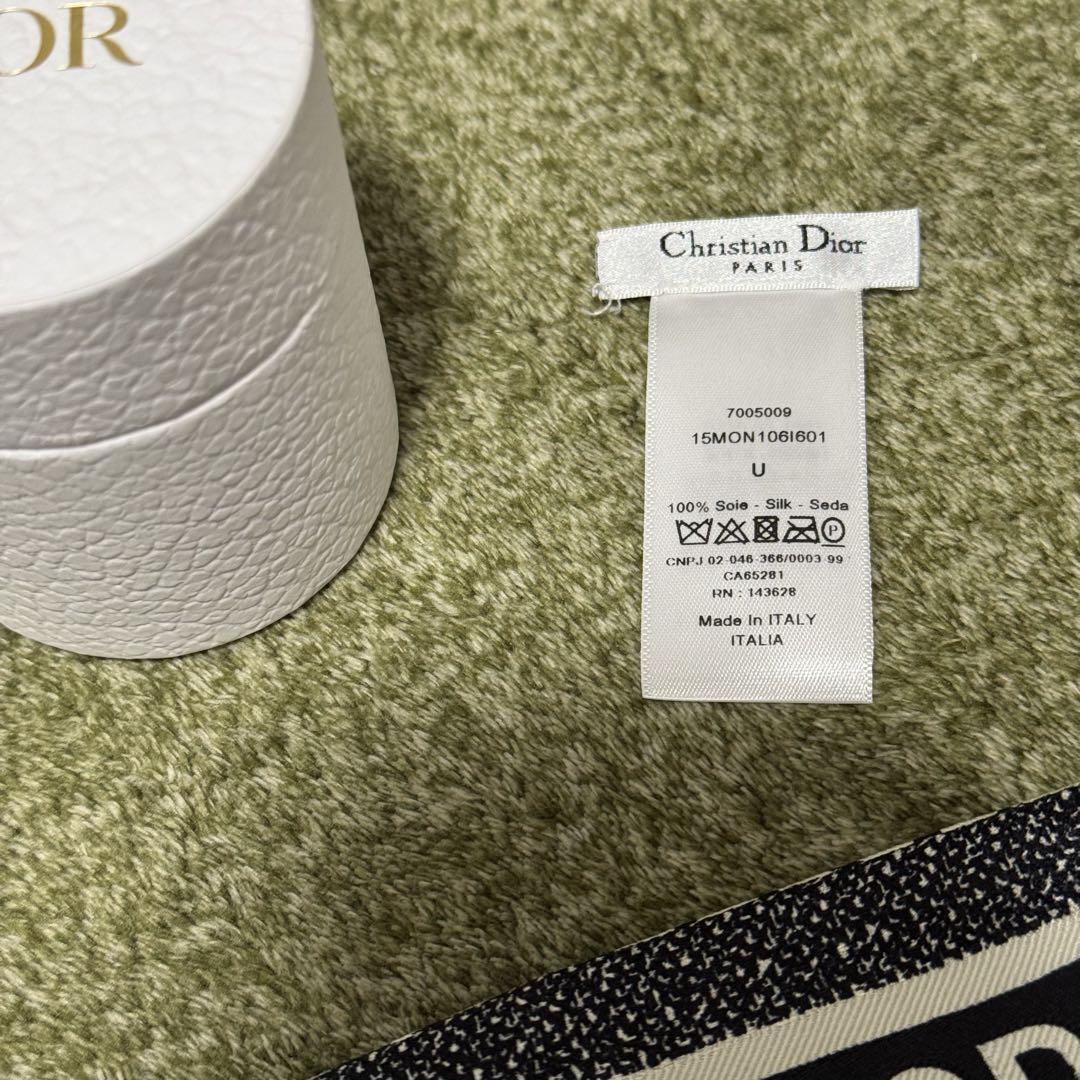 OR
Christian Dior
PARIS
7005009
15MON106I601
U
100% Soie - Silk - Seda
P
CNPJ 02-046-366/0003 99
CA65281
RN : 143628
Made In ITALY
ITALIA